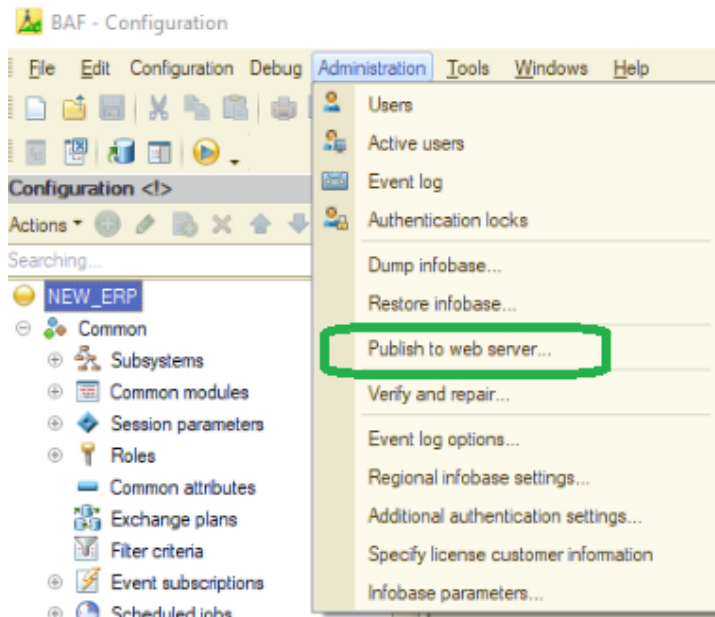 BAF - Configuration
File Edit Configuration Debug Administration Tools Windows Help
Users
Active users
Event log
Configuration <!>
Actions
Authentication locks
Searching...
Dump infobase...
NEW_ERP
Restore infobase...
Common
Publish to web server...
Subsystems
Common modules
Verify and repair...
Session parameters
Event log options...
Roles
Regional infobase settings...
Common attributes
Additional authentication settings...
Exchange plans
Filter criteria
Specify license customer information
Event subscriptions
Infobase parameters...
Scheduled jobs